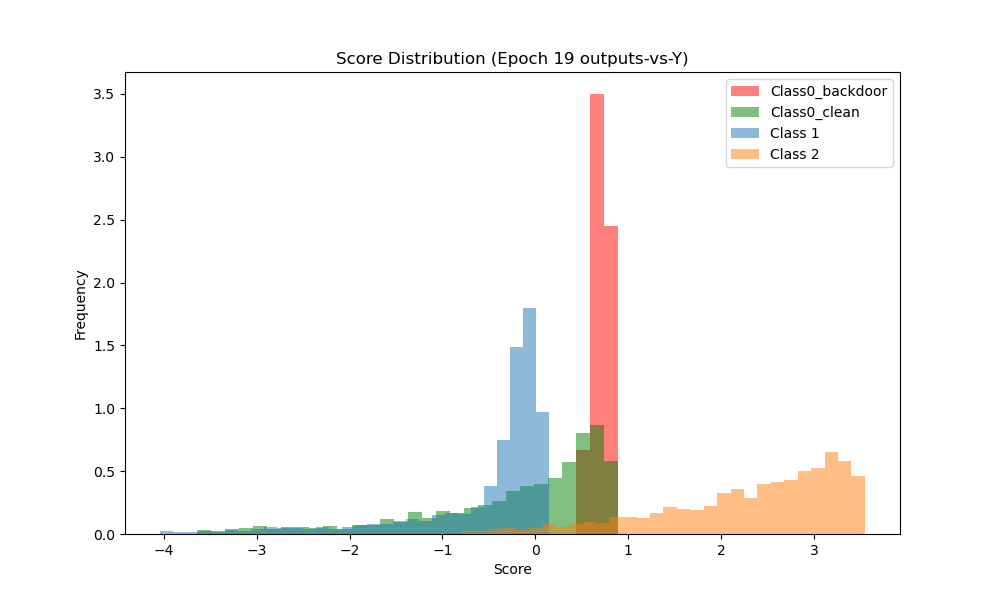 Score Distribution (Epoch 19 outputs-vs-Y)
Class0_backdoor
Class0_clean
Class 1
Class 2
Frequency
3.5
3.0
2.5
2.0
1.5
1.0
0.5
0.0
−4 −3 −2 −1 0 1 2 3
Score